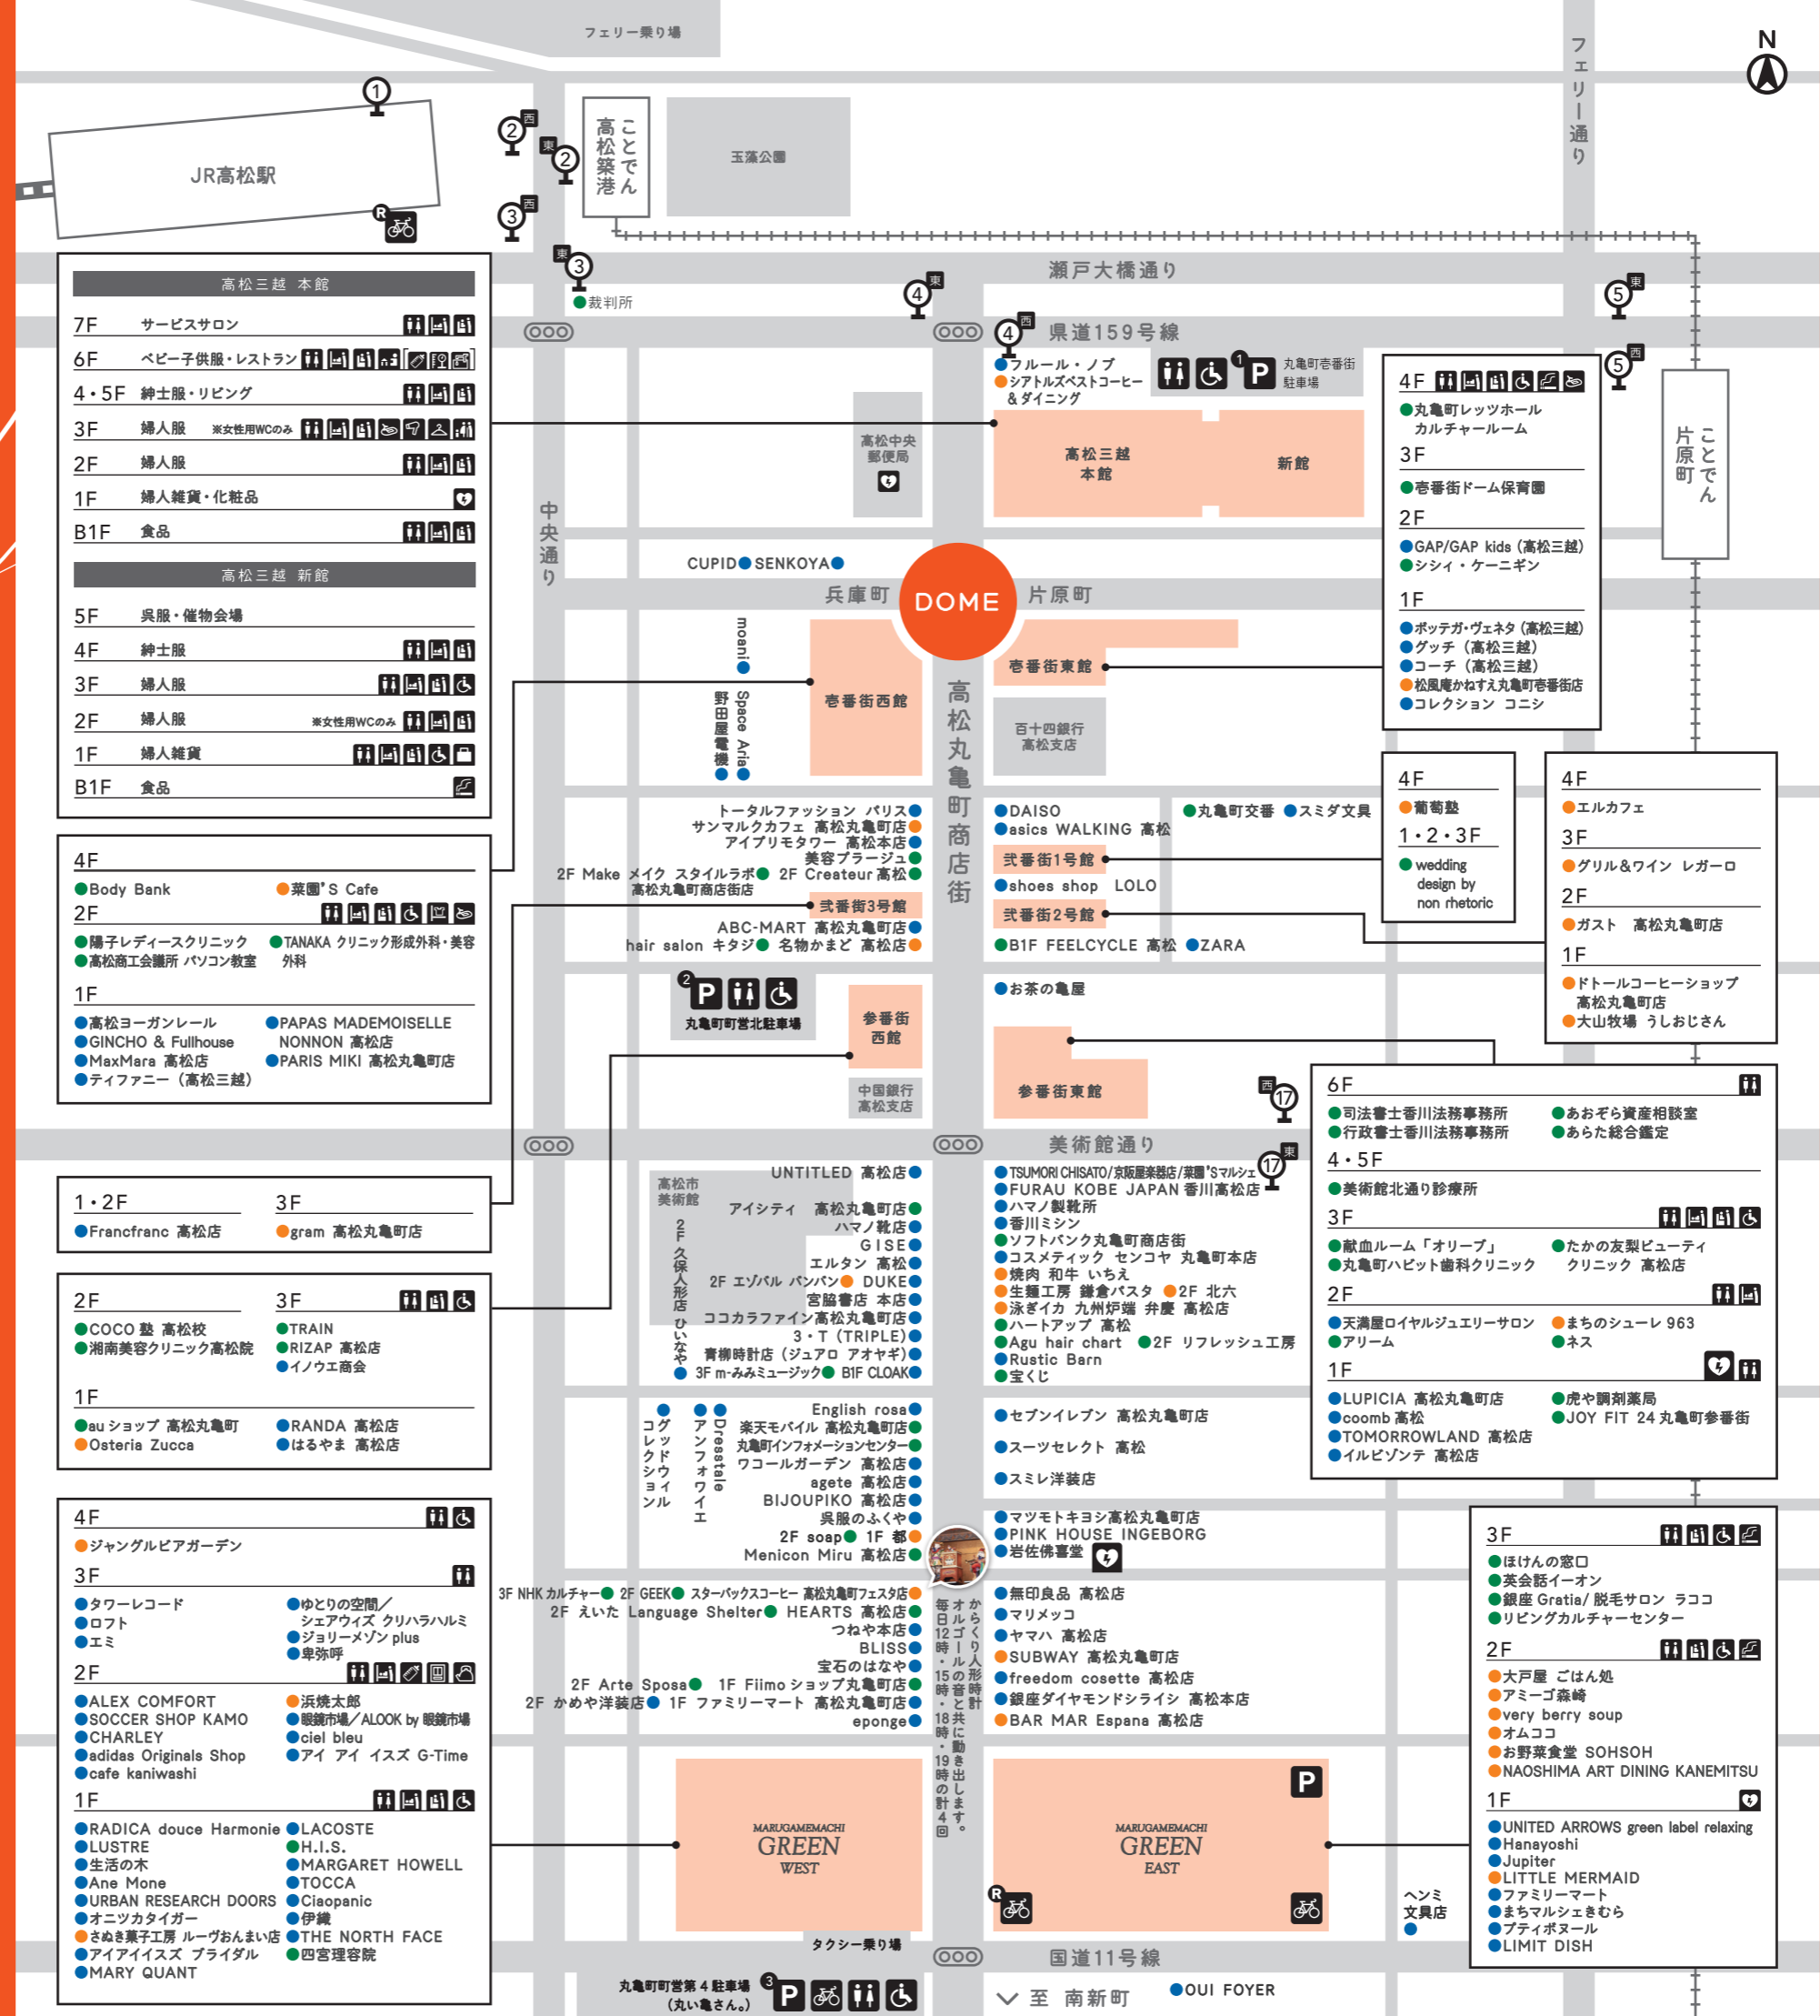 フェリー乗り場
N
フェリー通り
1
JR高松駅
R
2 西
東 2
3 西
東 3
ことでん
高松築港
玉藻公園
瀬戸大橋通り
裁判所
4 東
4 西
県道159号線
5 東
5 西
ことでん
片原町
高松三越 本館
7F サービスサロン
6F ベビー子供服・レストラン
4・5F 紳士服・リビング
3F 婦人服 ※女性用WCのみ
2F 婦人服
1F 婦人雑貨・化粧品
B1F 食品
高松三越 新館
5F 呉服・催物会場
4F 紳士服
3F 婦人服
2F 婦人服 ※女性用WCのみ
1F 婦人雑貨
B1F 食品
フルール・ノブ
シアトルズベストコーヒー
＆ダイニング
1 P 丸亀町壱番街
駐車場
高松中央
郵便局
高松三越
本館
新館
中央通り
CUPID SENKOYA
兵庫町
DOME
片原町
moani
Space Aria
野田屋電機
壱番街西館
壱番街東館
百十四銀行
高松支店
高松丸亀町商店街
4F
丸亀町レッツホール
カルチャールーム
3F
壱番街ドーム保育園
2F
GAP/GAP kids（高松三越）
シシィ・ケーニギン
1F
ボッテガ・ヴェネタ（高松三越）
グッチ（高松三越）
コーチ（高松三越）
松風庵かねすえ丸亀町壱番街店
コレクション コニシ
4F
葡萄塾
1・2・3F
wedding
design by
non rhetoric
4F
エルカフェ
3F
グリル＆ワイン レガーロ
2F
ガスト 高松丸亀町店
1F
ドトールコーヒーショップ
高松丸亀町店
大山牧場 うしおじさん
トータルファッション パリス
サンマルクカフェ 高松丸亀町店
アイプリモタワー 高松本店
美容プラージュ
2F Make メイク スタイルラボ 2F Createur 高松
高松丸亀町商店街店
弐番街3号館
ABC-MART 高松丸亀町店
hair salon キタジ 名物かまど 高松店
DAISO
丸亀町交番 スミダ文具
asics WALKING 高松
弐番街1号館
shoes shop LOLO
弐番街2号館
B1F FEELCYCLE 高松 ZARA
4F
Body Bank 菜園'S Cafe
2F
陽子レディースクリニック TANAKA クリニック形成外科・美容
高松商工会議所 パソコン教室 外科
1F
高松ヨーガンレール PAPAS MADEMOISELLE
GINCHO & Fullhouse NONNON 高松店
MaxMara 高松店 PARIS MIKI 高松丸亀町店
ティファニー（高松三越）
2 P
丸亀町町営北駐車場
参番街
西館
中国銀行
高松支店
お茶の亀屋
参番街東館
西 17
美術館通り
17 東
6F
司法書士香川法務事務所 あおぞら資産相談室
行政書士香川法務事務所 あらた総合鑑定
4・5F
美術館北通り診療所
3F
献血ルーム「オリーブ」 たかの友梨ビューティ
丸亀町ハビット歯科クリニック クリニック 高松店
2F
天満屋ロイヤルジュエリーサロン まちのシューレ 963
アリーム ネス
1F
LUPICIA 高松丸亀町店 虎や調剤薬局
coomb 高松 JOY FIT 24 丸亀町参番街
TOMORROWLAND 高松店
イルビゾンテ 高松店
1・2F 3F
Francfranc 高松店 gram 高松丸亀町店
2F 3F
COCO 塾 高松校 TRAIN
湘南美容クリニック高松院 RIZAP 高松店
イノウエ商会
1F
au ショップ 高松丸亀町 RANDA 高松店
Osteria Zucca はるやま 高松店
高松市
美術館
UNTITLED 高松店
アイシティ 高松丸亀町店
ハマノ靴店
GISE
エルタン 高松
2F エゾバル バンバン DUKE
宮脇書店 本店
ココカラファイン高松丸亀町店
3・T（TRIPLE）
青柳時計店（ジュアロ アオヤギ）
3F m-みみミュージック B1F CLOAK
2F 久保人形店 ひいなや
TSUMORI CHISATO/京阪屋楽器店/菜園'Sマルシェ
FURAU KOBE JAPAN 香川高松店
ハマノ製靴所
香川ミシン
ソフトバンク丸亀町商店街
コスメティック センコヤ 丸亀町本店
焼肉 和牛 いちえ
生麺工房 鎌倉パスタ 2F 北六
泳ぎイカ 九州炉端 弁慶 高松店
ハートアップ 高松
Agu hair chart 2F リフレッシュ工房
Rustic Barn
宝くじ
グッドウィル
コレクション
アンフォワイエ
Dresstale
English rosa
楽天モバイル 高松丸亀町店
丸亀町インフォメーションセンター
ワコールガーデン 高松店
agete 高松店
BIJOUPIKO 高松店
呉服のふくや
2F soap 1F 都
Menicon Miru 高松店
セブンイレブン 高松丸亀町店
スーツセレクト 高松
スミレ洋装店
マツモトキヨシ高松丸亀町店
PINK HOUSE INGEBORG
岩佐佛喜堂
3F NHK カルチャー 2F GEEK スターバックスコーヒー 高松丸亀町フェスタ店
2F えいた Language Shelter HEARTS 高松店
つねや本店
BLISS
宝石のはなや
2F Arte Sposa 1F Fiimo ショップ丸亀町店
2F かめや洋装店 1F ファミリーマート 高松丸亀町店
eponge
からくり人形時計
オルゴールの音と共に動き出します。
毎日12時・15時・18時・19時の計4回
無印良品 高松店
マリメッコ
ヤマハ 高松店
SUBWAY 高松丸亀町店
freedom cosette 高松店
銀座ダイヤモンドシライシ 高松本店
BAR MAR Espana 高松店
4F
ジャングルビアガーデン
3F
タワーレコード ゆとりの空間／
ロフト シェアウィズ クリハラハルミ
エミ ジョリーメゾン plus
卑弥呼
2F
ALEX COMFORT 浜焼太郎
SOCCER SHOP KAMO 眼鏡市場／ALOOK by 眼鏡市場
CHARLEY ciel bleu
adidas Originals Shop アイ アイ イスズ G-Time
cafe kaniwashi
1F
RADICA douce Harmonie LACOSTE
LUSTRE H.I.S.
生活の木 MARGARET HOWELL
Ane Mone TOCCA
URBAN RESEARCH DOORS Ciaopanic
オニツカタイガー 伊織
さぬき菓子工房 ルーヴおんまい店 THE NORTH FACE
アイアイイスズ ブライダル 四宮理容院
MARY QUANT
MARUGAMEMACHI
GREEN
WEST
P
MARUGAMEMACHI
GREEN
EAST
R
ヘンミ
文具店
3F
ほけんの窓口
英会話イーオン
銀座 Gratia/ 脱毛サロン ラココ
リビングカルチャーセンター
2F
大戸屋 ごはん処
アミーゴ森崎
very berry soup
オムココ
お野菜食堂 SOHSOH
NAOSHIMA ART DINING KANEMITSU
1F
UNITED ARROWS green label relaxing
Hanayoshi
Jupiter
LITTLE MERMAID
ファミリーマート
まちマルシェきむら
プティボヌール
LIMIT DISH
タクシー乗り場
国道11号線
丸亀町町営第4駐車場
（丸い亀さん。）
3 P
至 南新町
OUI FOYER